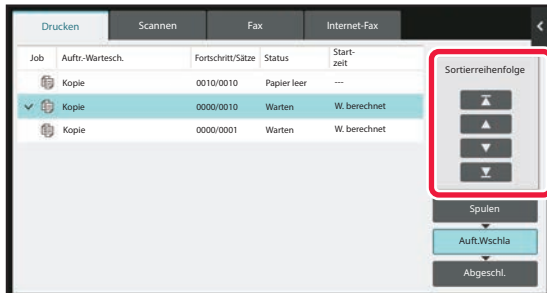 Drucken Scannen Fax Internet-Fax
Job Auftr.-Wartesch. Fortschritt/Sätze Status Start-
zeit
Kopie 0010/0010 Papier leer ---
Kopie 0000/0010 Warten W. berechnet
Kopie 0000/0001 Warten W. berechnet
Sortierreihenfolge
Spulen
Auft.Wschla
Abgeschl.